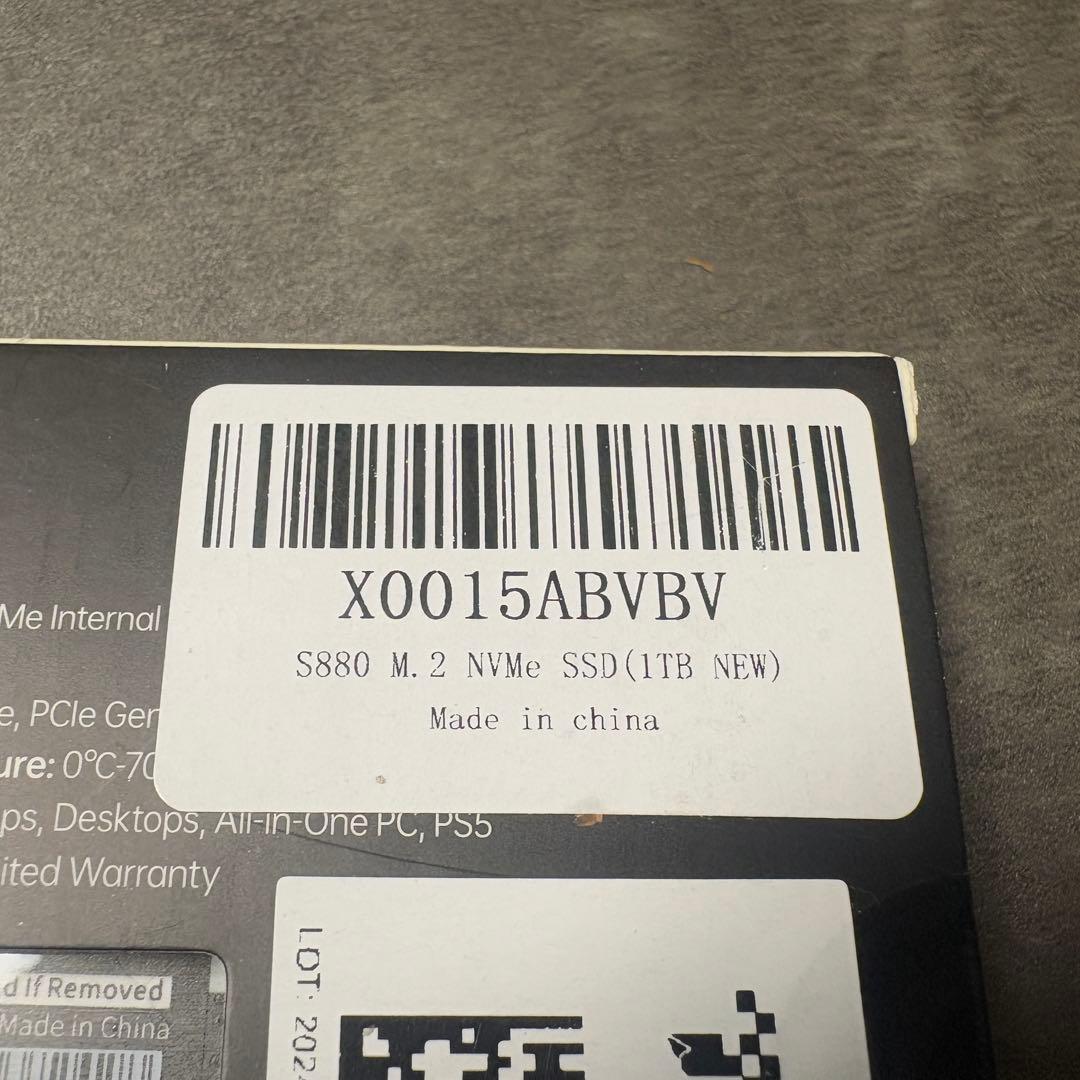 X0015ABVBV
S880 M.2 NVMe SSD(1TB NEW)
Made in china
Me Internal
e, PCIe Gen
ure: 0°C-70
ps, Desktops, All-in-One PC, PS5
ited Warranty
d If Removed
Made in China
LOT: 2024